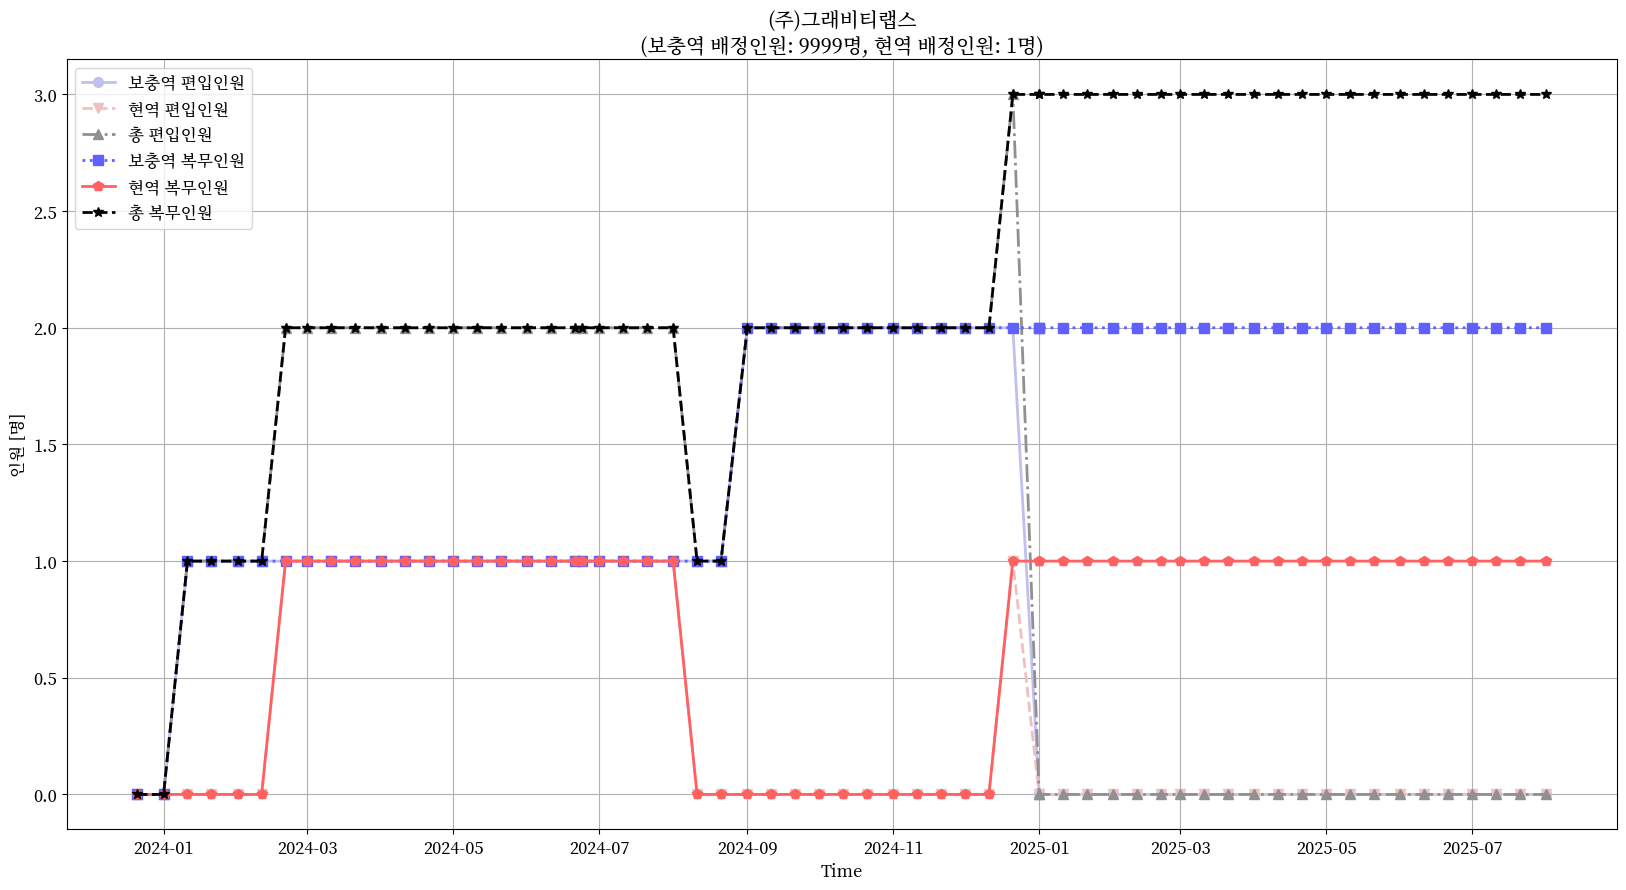 (주)그래비티랩스
(보충역 배정인원: 9999명, 현역 배정인원: 1명)
보충역 편입인원
현역 편입인원
총 편입인원
보충역 복무인원
현역 복무인원
총 복무인원
인원 [명]
3.0
2.5
2.0
1.5
1.0
0.5
0.0
2024-01 2024-03 2024-05 2024-07 2024-09 2024-11 2025-01 2025-03 2025-05 2025-07
Time